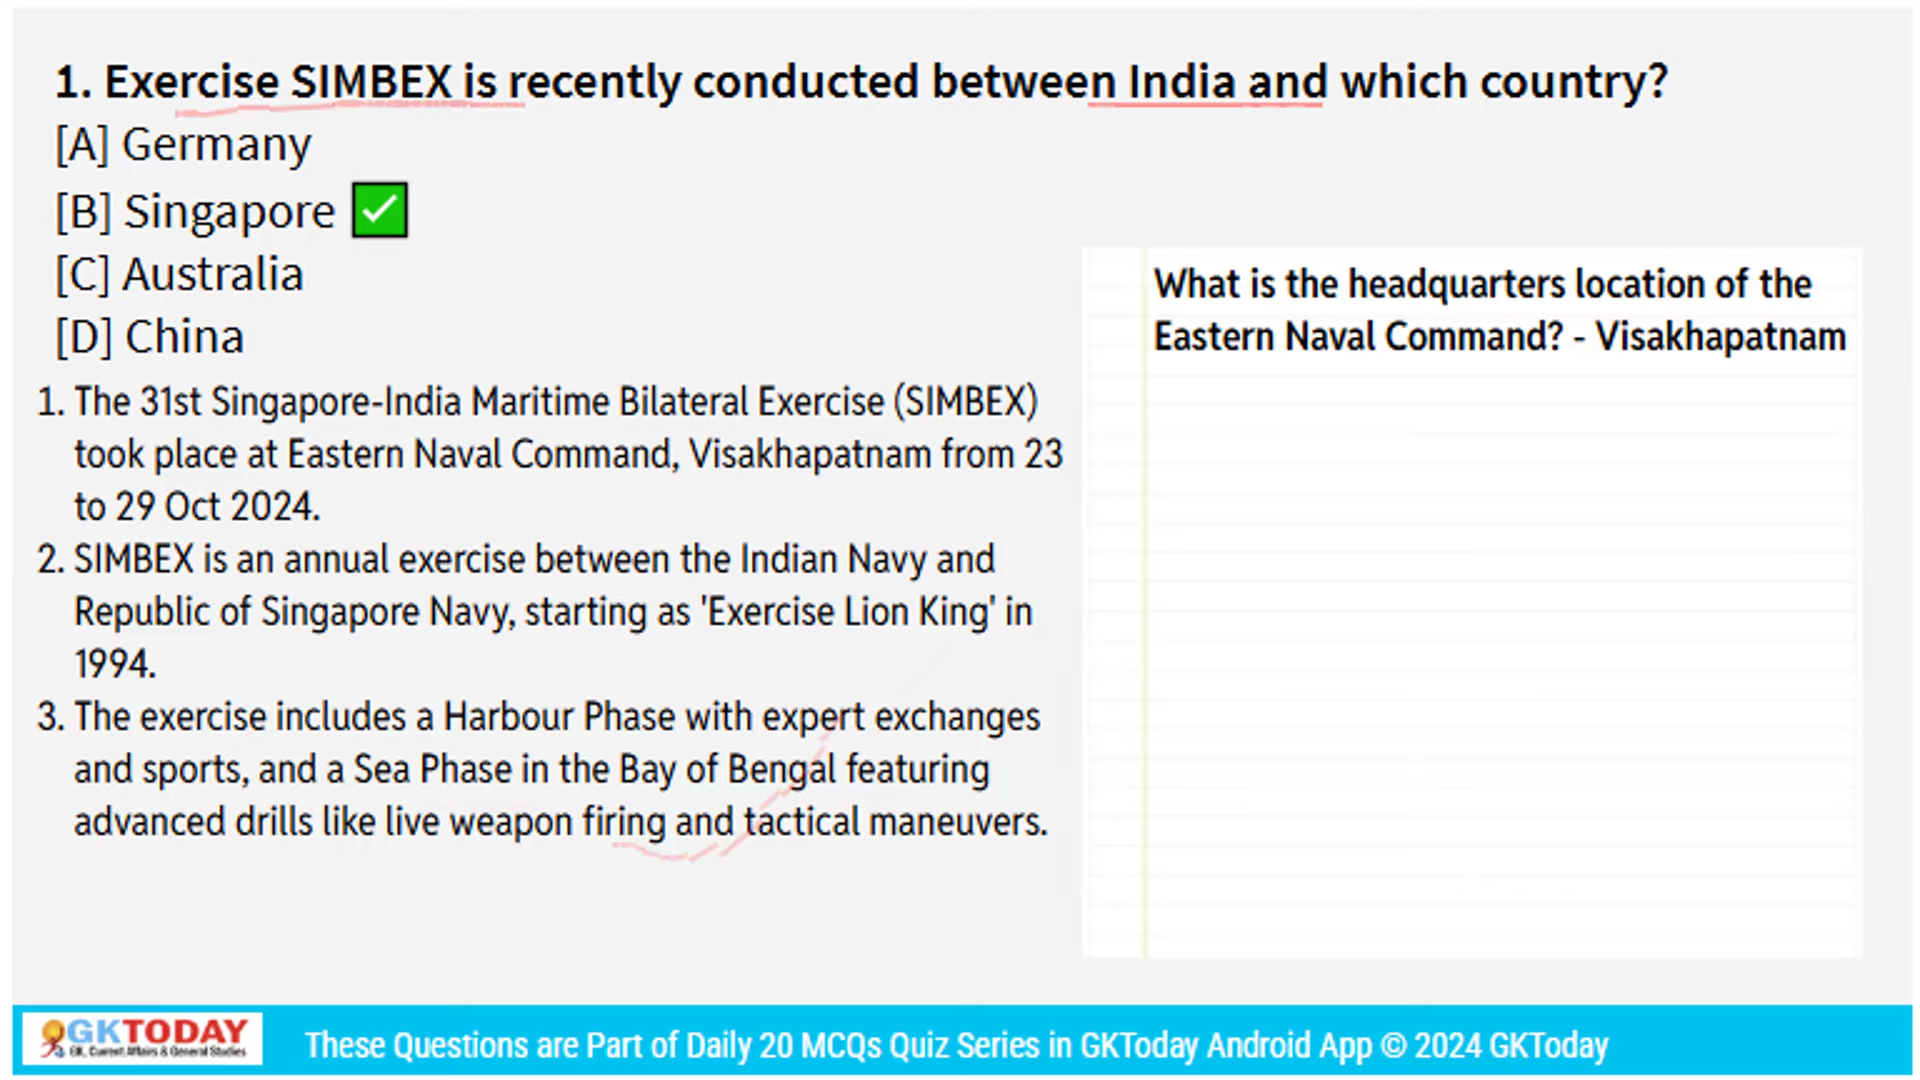 1. Exercise SIMBEX is recently conducted between India and which country?
[A] Germany
[B] Singapore
[C] Australia
[D] China
1. The 31st Singapore-India Maritime Bilateral Exercise (SIMBEX)
took place at Eastern Naval Command, Visakhapatnam from 23
to 29 Oct 2024.
2. SIMBEX is an annual exercise between the Indian Navy and
Republic of Singapore Navy, starting as 'Exercise Lion King' in
1994.
3. The exercise includes a Harbour Phase with expert exchanges
and sports, and a Sea Phase in the Bay of Bengal featuring
advanced drills like live weapon firing and tactical maneuvers.
What is the headquarters location of the
Eastern Naval Command? - Visakhapatnam
GKTODAY
GK, Current Affairs & General Studies
These Questions are Part of Daily 20 MCQs Quiz Series in GKToday Android App © 2024 GKToday